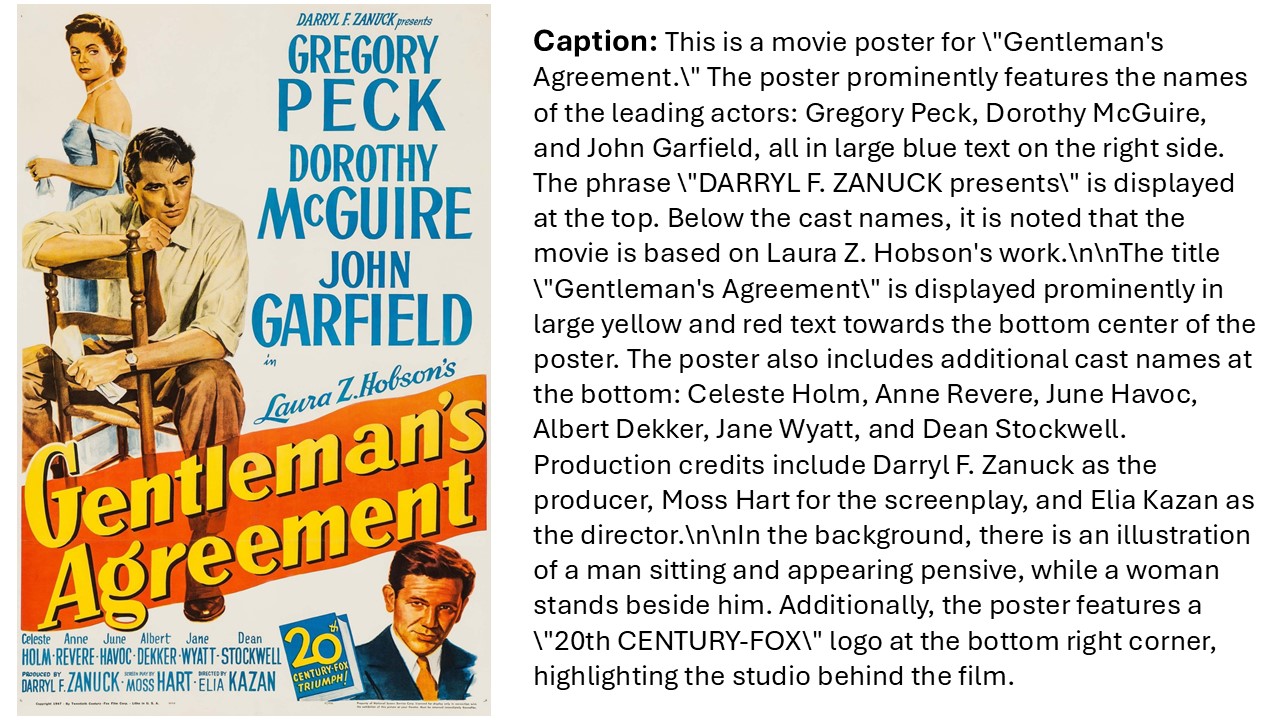 DARRYL F. ZANUCK presents
GREGORY
PECK
DOROTHY
McGUIRE
JOHN
GARFIELD
in
Laura Z. Hobson's
Gentleman's
Agreement
Celeste Anne June Albert Jane Dean
HOLM · REVERE · HAVOC · DEKKER · WYATT · STOCKWELL
PRODUCED BY SCREEN PLAY BY DIRECTED BY
DARRYL F. ZANUCK · MOSS HART · ELIA KAZAN
20th
CENTURY-FOX
TRIUMPH!
Caption: This is a movie poster for \"Gentleman's
Agreement.\" The poster prominently features the names
of the leading actors: Gregory Peck, Dorothy McGuire,
and John Garfield, all in large blue text on the right side.
The phrase \"DARRYL F. ZANUCK presents\" is displayed
at the top. Below the cast names, it is noted that the
movie is based on Laura Z. Hobson's work.\n\nThe title
\"Gentleman's Agreement\" is displayed prominently in
large yellow and red text towards the bottom center of the
poster. The poster also includes additional cast names at
the bottom: Celeste Holm, Anne Revere, June Havoc,
Albert Dekker, Jane Wyatt, and Dean Stockwell.
Production credits include Darryl F. Zanuck as the
producer, Moss Hart for the screenplay, and Elia Kazan as
the director.\n\nIn the background, there is an illustration
of a man sitting and appearing pensive, while a woman
stands beside him. Additionally, the poster features a
\"20th CENTURY-FOX\" logo at the bottom right corner,
highlighting the studio behind the film.